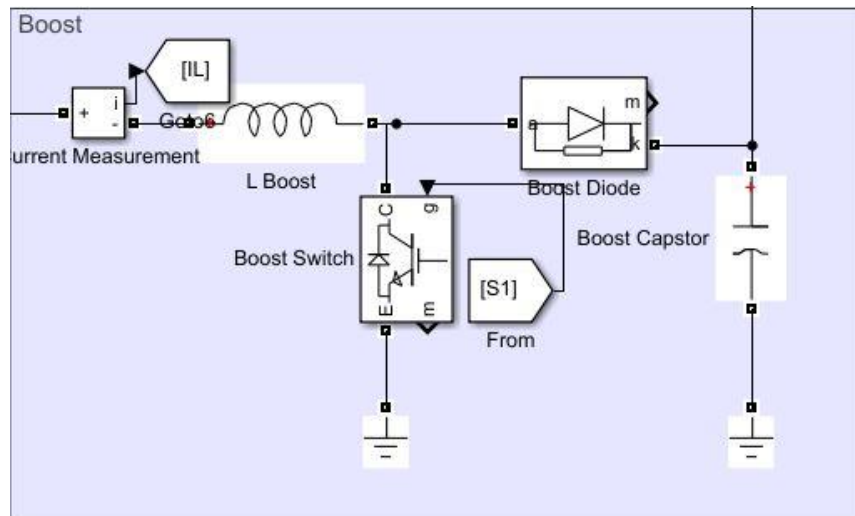 Boost
[IL]
+
i
-
Goto6
urrent Measurement
L Boost
m
a
k
Boost Diode
+
C
g
Boost Switch
E
m
[S1]
From
Boost Capstor